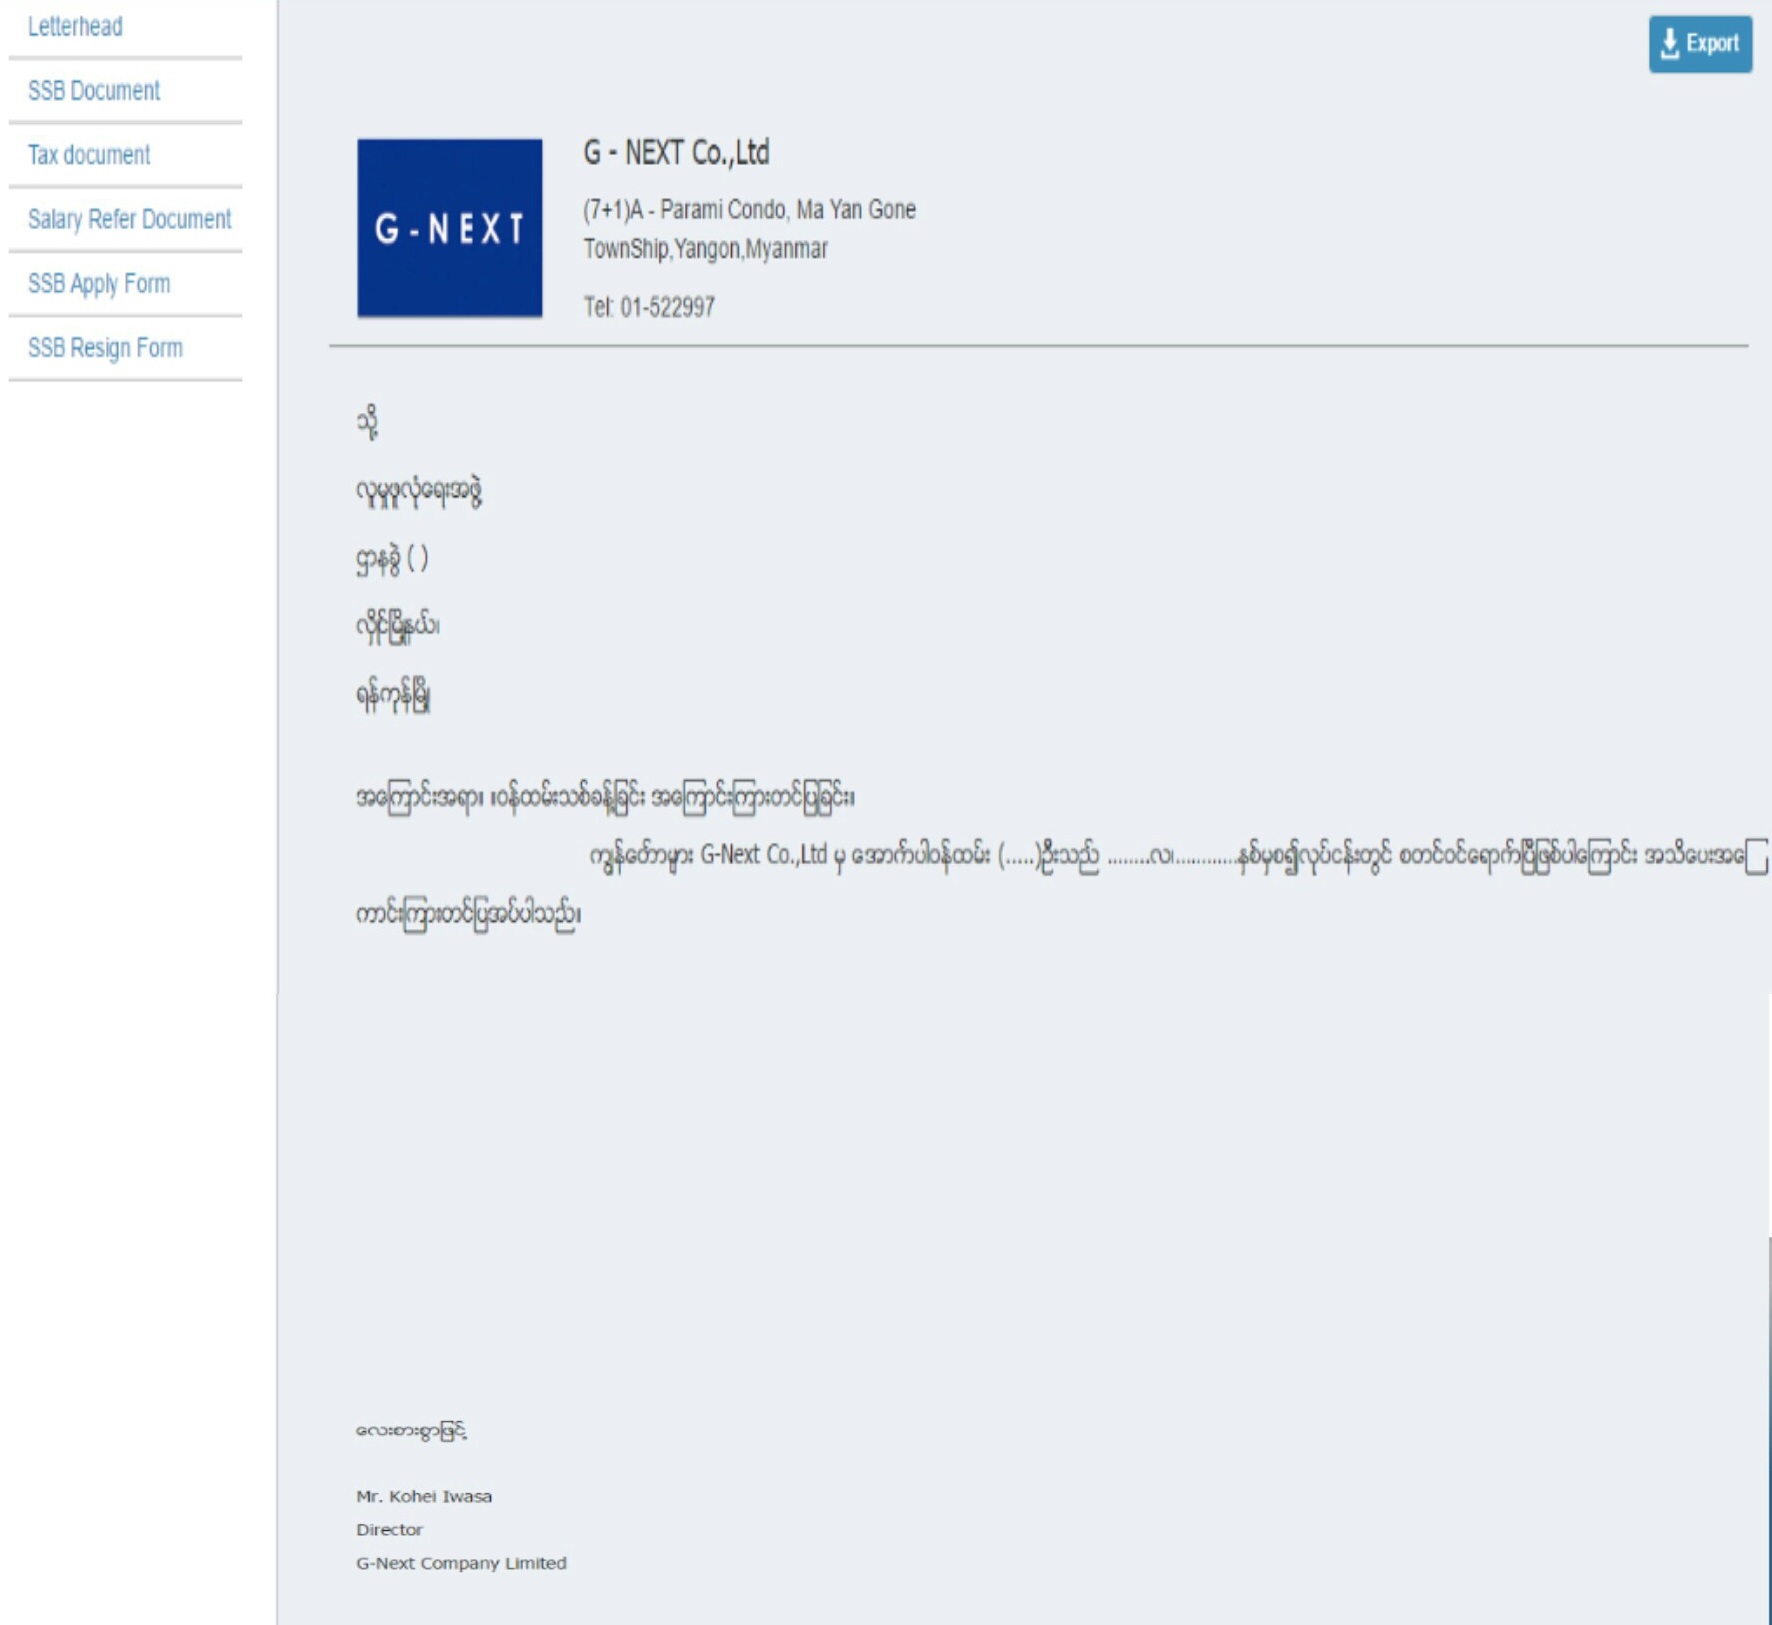 Letterhead
SSB Document
Tax document
Salary Refer Document
SSB Apply Form
SSB Resign Form
Export
G-NEXT
G - NEXT Co.,Ltd
(7+1)A - Parami Condo, Ma Yan Gone
TownShip,Yangon,Myanmar
Tel: 01-522997
သို့
လူမှုဖူလုံရေးအဖွဲ့
ဌာနခွဲ ( )
လှိုင်မြို့နယ်၊
ရန်ကုန်မြို့
အကြောင်းအရာ။ ။ဝန်ထမ်းသစ်ခန့်ခြင်း အကြောင်းကြားတင်ပြခြင်း။
ကျွန်တော်များ G-Next Co.,Ltd မှ အောက်ပါဝန်ထမ်း (.....)ဦးသည် ........လ၊............နှစ်မှစ၍လုပ်ငန်းတွင် စတင်ဝင်ရောက်ပြီဖြစ်ပါကြောင်း အသိပေးအကြောင်းကြားတင်ပြအပ်ပါသည်။
လေးစားစွာဖြင့်
Mr. Kohei Iwasa
Director
G-Next Company Limited